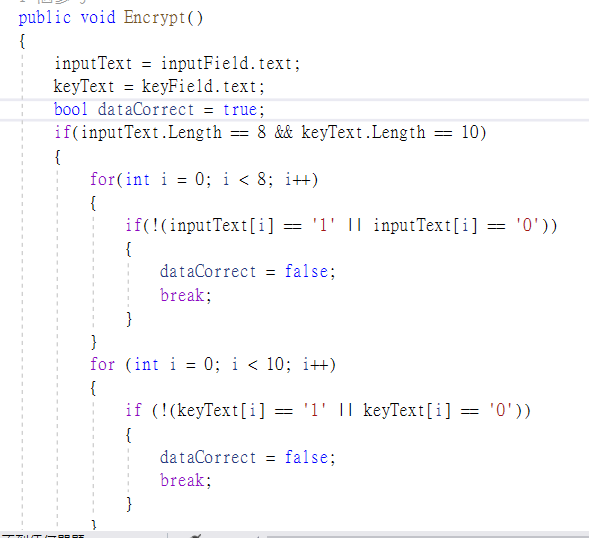 public void Encrypt()
{
inputText = inputField.text;
keyText = keyField.text;
bool dataCorrect = true;
if(inputText.Length == 8 && keyText.Length == 10)
{
for(int i = 0; i < 8; i++)
{
if(!(inputText[i] == '1' || inputText[i] == '0'))
{
dataCorrect = false;
break;
}
}
for (int i = 0; i < 10; i++)
{
if (!(keyText[i] == '1' || keyText[i] == '0'))
{
dataCorrect = false;
break;
}
}